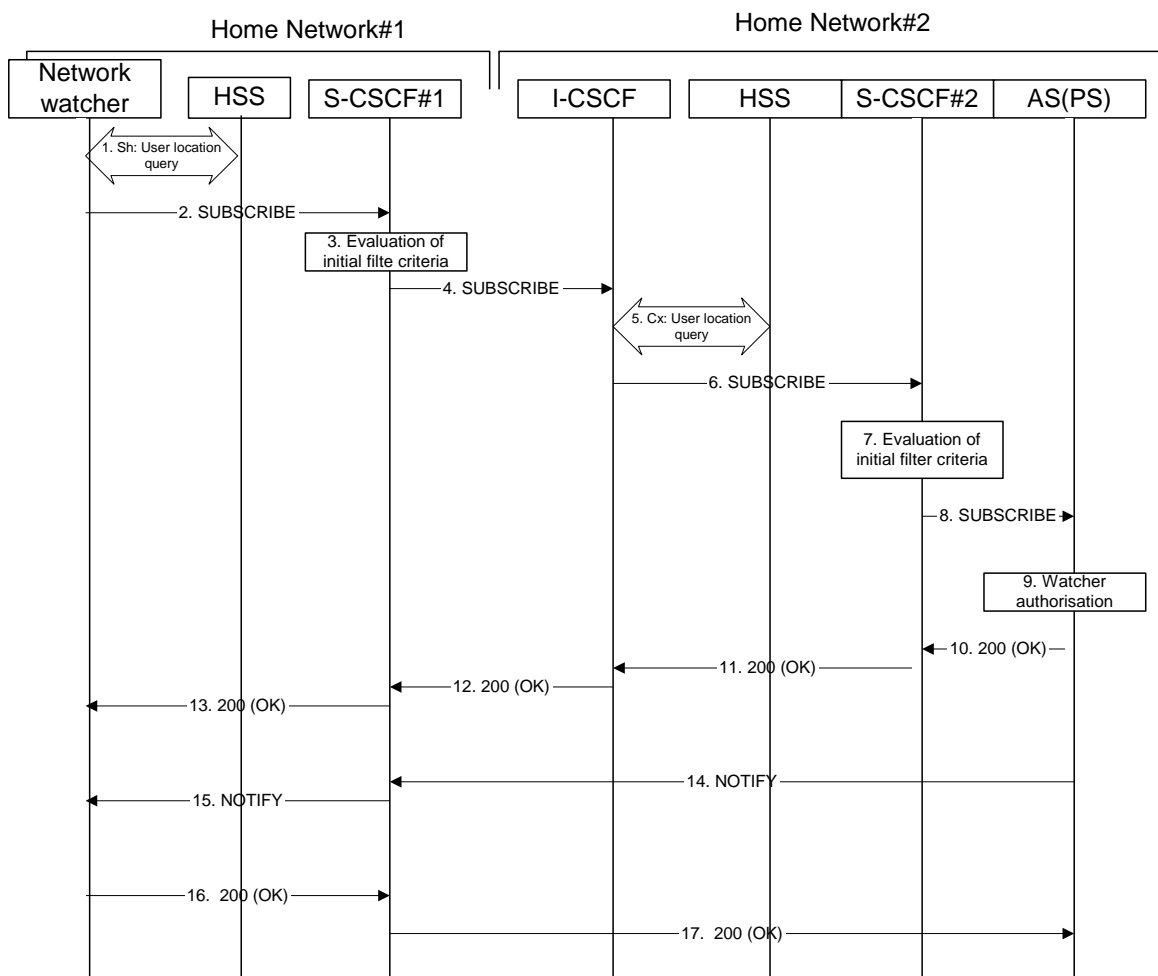 Home Network#1
Home Network#2
Network
watcher
HSS
S-CSCF#1
I-CSCF
HSS
S-CSCF#2
AS(PS)
1. Sh: User location
query
2. SUBSCRIBE
3. Evaluation of
initial filte criteria
4. SUBSCRIBE
5. Cx: User location
query
6. SUBSCRIBE
7. Evaluation of
initial filter criteria
8. SUBSCRIBE
9. Watcher
authorisation
10. 200 (OK)
11. 200 (OK)
12. 200 (OK)
13. 200 (OK)
14. NOTIFY
15. NOTIFY
16. 200 (OK)
17. 200 (OK)